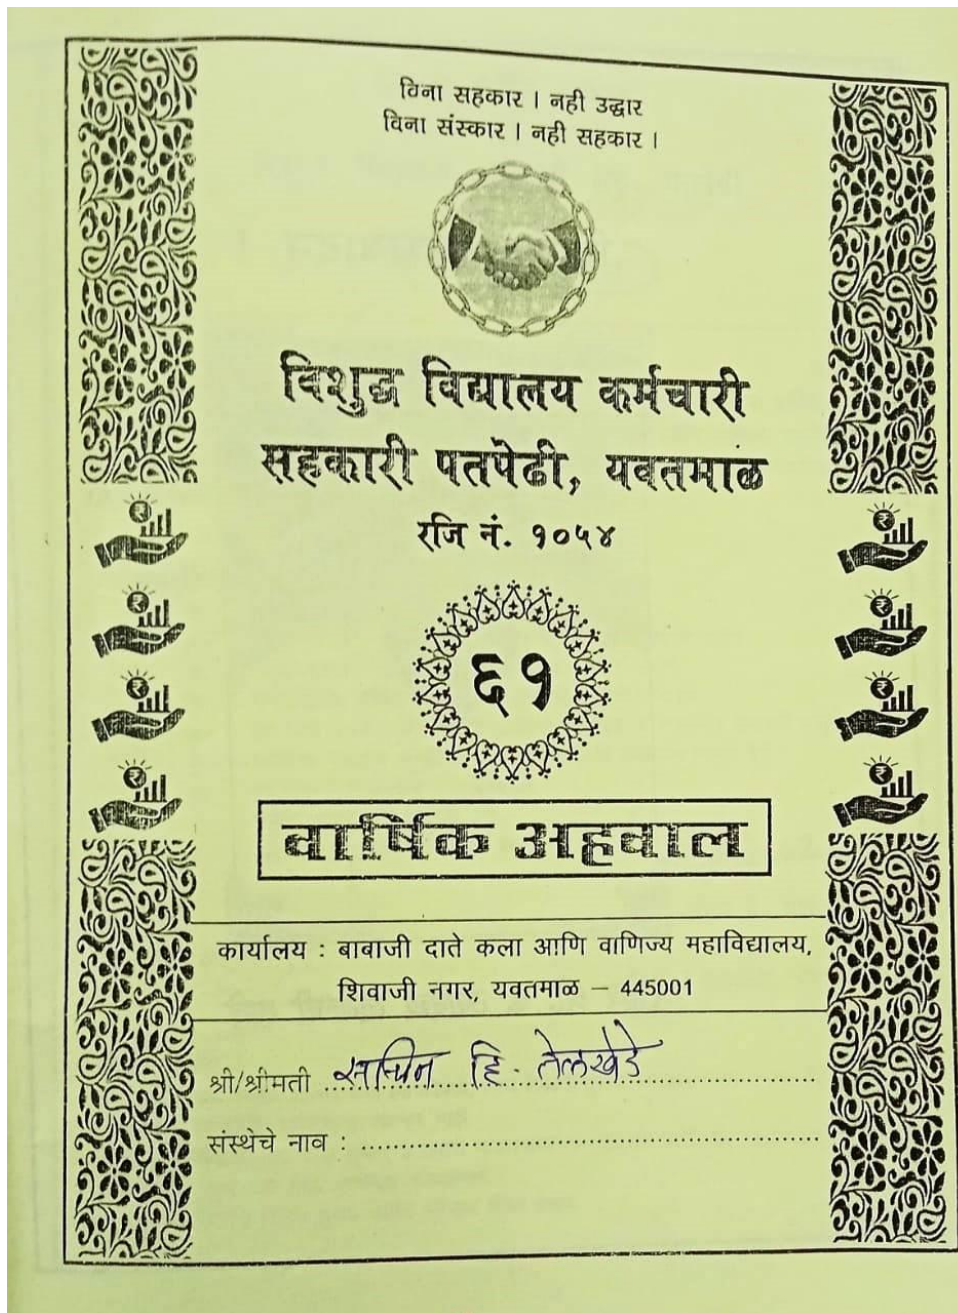 विना सहकार । नही उद्धार
विना संस्कार । नही सहकार ।
विशुद्ध विद्यालय कर्मचारी
सहकारी पतपेढी, यवतमाळ
रजि नं. १०५४
६१
वार्षिक अहवाल
कार्यालय : बाबाजी दाते कला आणि वाणिज्य महाविद्यालय,
शिवाजी नगर, यवतमाळ – 445001
श्री/श्रीमती सचिन हि. तेलखेडे
संस्थेचे नाव :